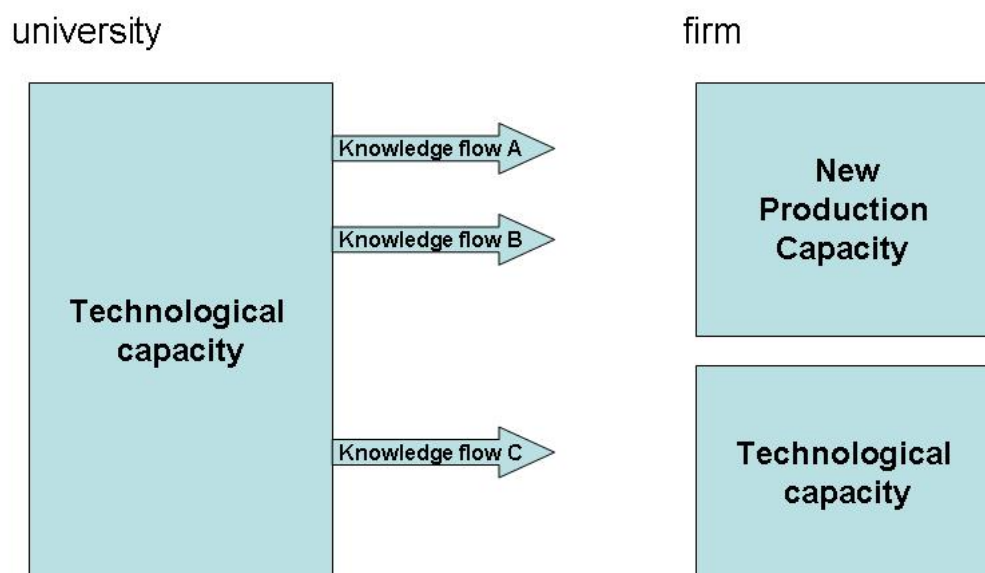 university
firm
Knowledge flow A
Knowledge flow B
Technological
capacity
Knowledge flow C
New
Production
Capacity
Technological
capacity